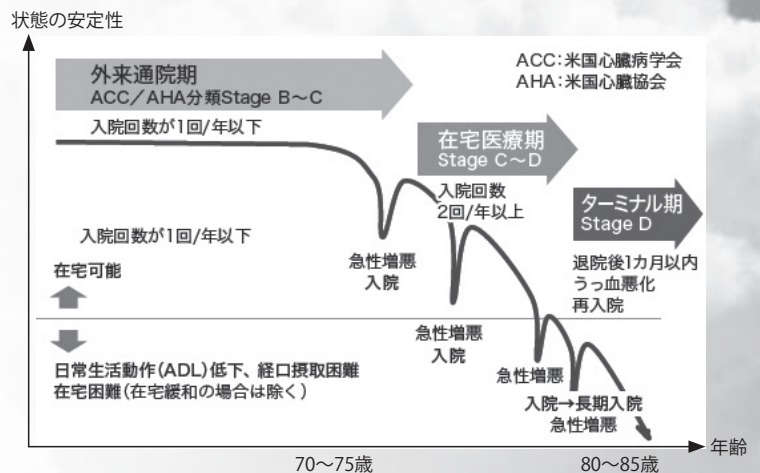 状態の安定性
外来通院期
ACC/AHA分類Stage B〜C
ACC：米国心臓病学会
AHA：米国心臓協会
入院回数が1回/年以下
在宅医療期
Stage C〜D
入院回数
2回/年以上
ターミナル期
Stage D
入院回数が1回/年以下
急性増悪
入院
退院後1カ月以内
うっ血悪化
再入院
在宅可能
急性増悪
入院
日常生活動作（ADL）低下、経口摂取困難
在宅困難（在宅緩和の場合は除く）
急性増悪
入院→長期入院
急性増悪
年齢
70〜75歳
80〜85歳